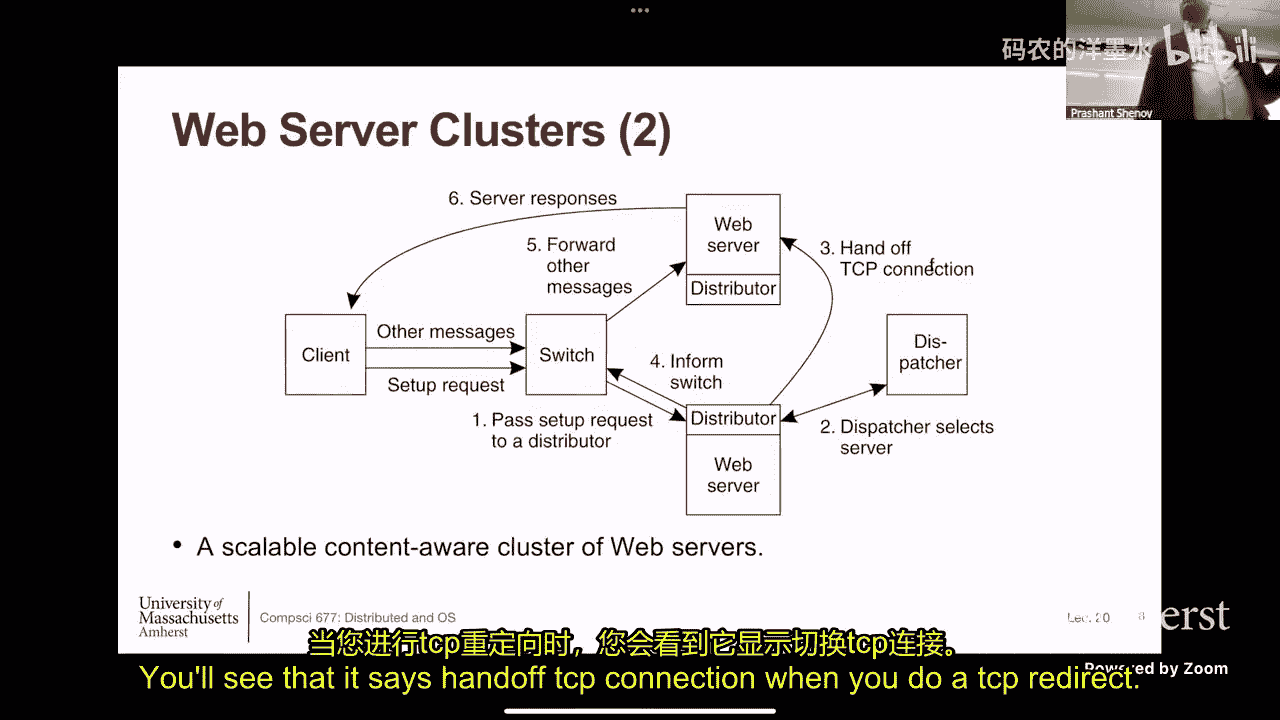 码农的洋墨水 bilibili
Prashant Shenoy
Web Server Clusters (2)
6. Server responses
Web
server
Distributor
5. Forward
other
messages
3. Hand off
TCP connection
Client
Other messages
Setup request
Switch
4. Inform
switch
Dis-
patcher
1. Pass setup request
to a distributor
Distributor
Web
server
2. Dispatcher selects
server
• A scalable content-aware cluster of Web servers.
University of
Massachusetts
Amherst
Compsci 677: Distributed and OS
Lec. 20
8
erst
当您进行tcp重定向时，您会看到它显示切换tcp连接。
Powered by Zoom
You'll see that it says handoff tcp connection when you do a tcp redirect.